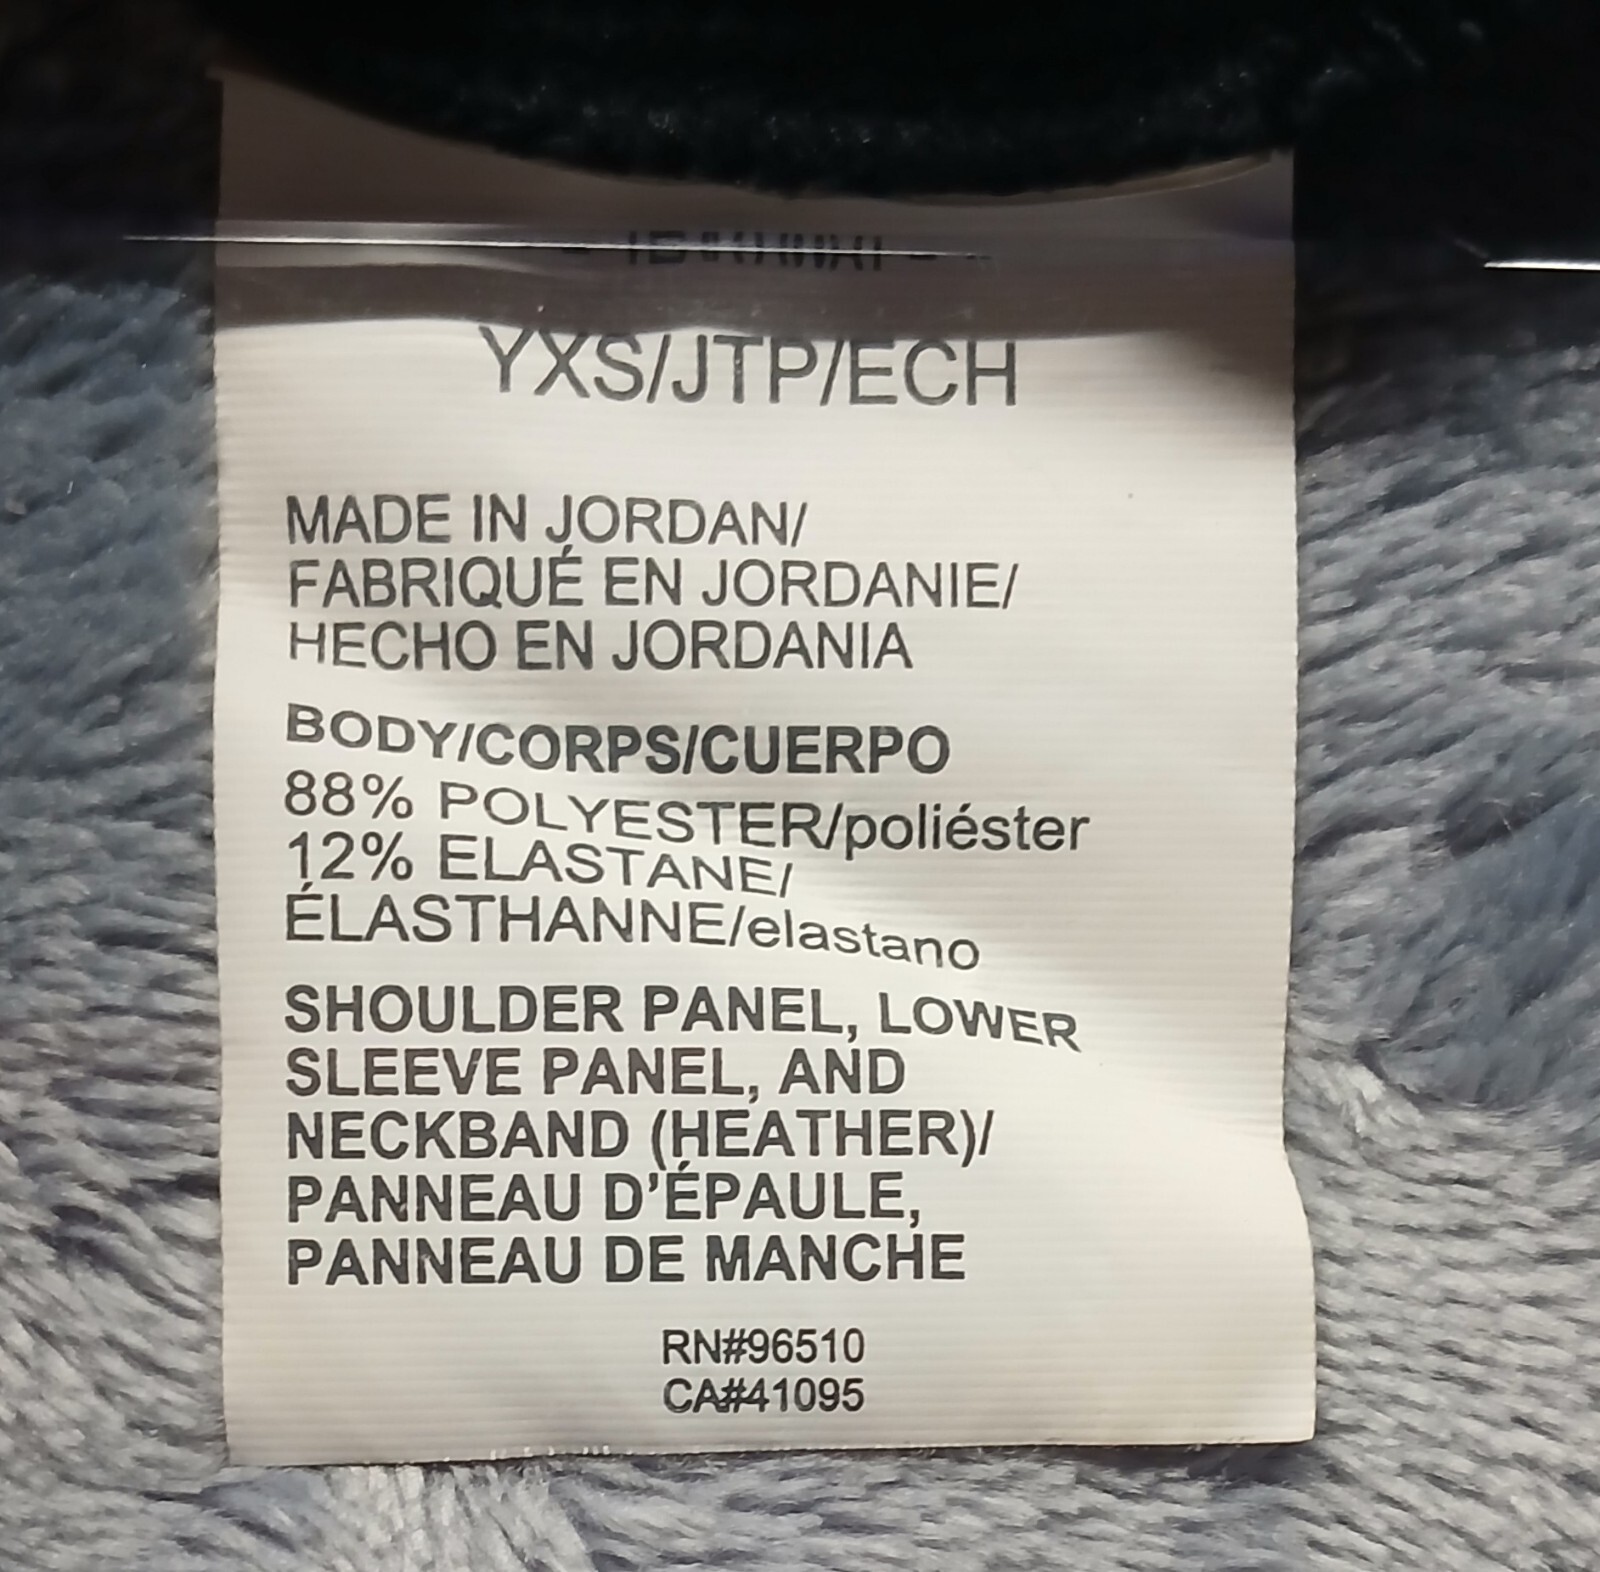 YXS/JTP/ECH
MADE IN JORDAN/
FABRIQUÉ EN JORDANIE/
HECHO EN JORDANIA
BODY/CORPS/CUERPO
88% POLYESTER/poliéster
12% ELASTANE/
ÉLASTHANNE/elastano
SHOULDER PANEL, LOWER
SLEEVE PANEL, AND
NECKBAND (HEATHER)/
PANNEAU D’ÉPAULE,
PANNEAU DE MANCHE
RN#96510
CA#41095